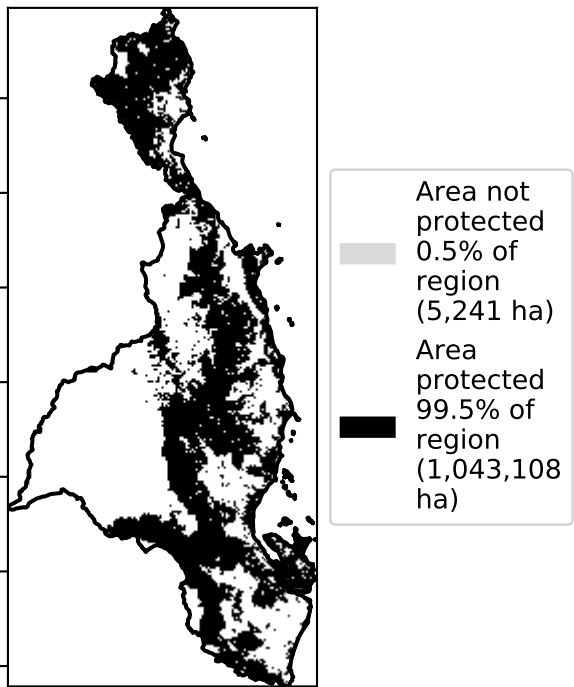 Area not
protected
0.5% of
region
(5,241 ha)
Area
protected
99.5% of
region
(1,043,108
ha)